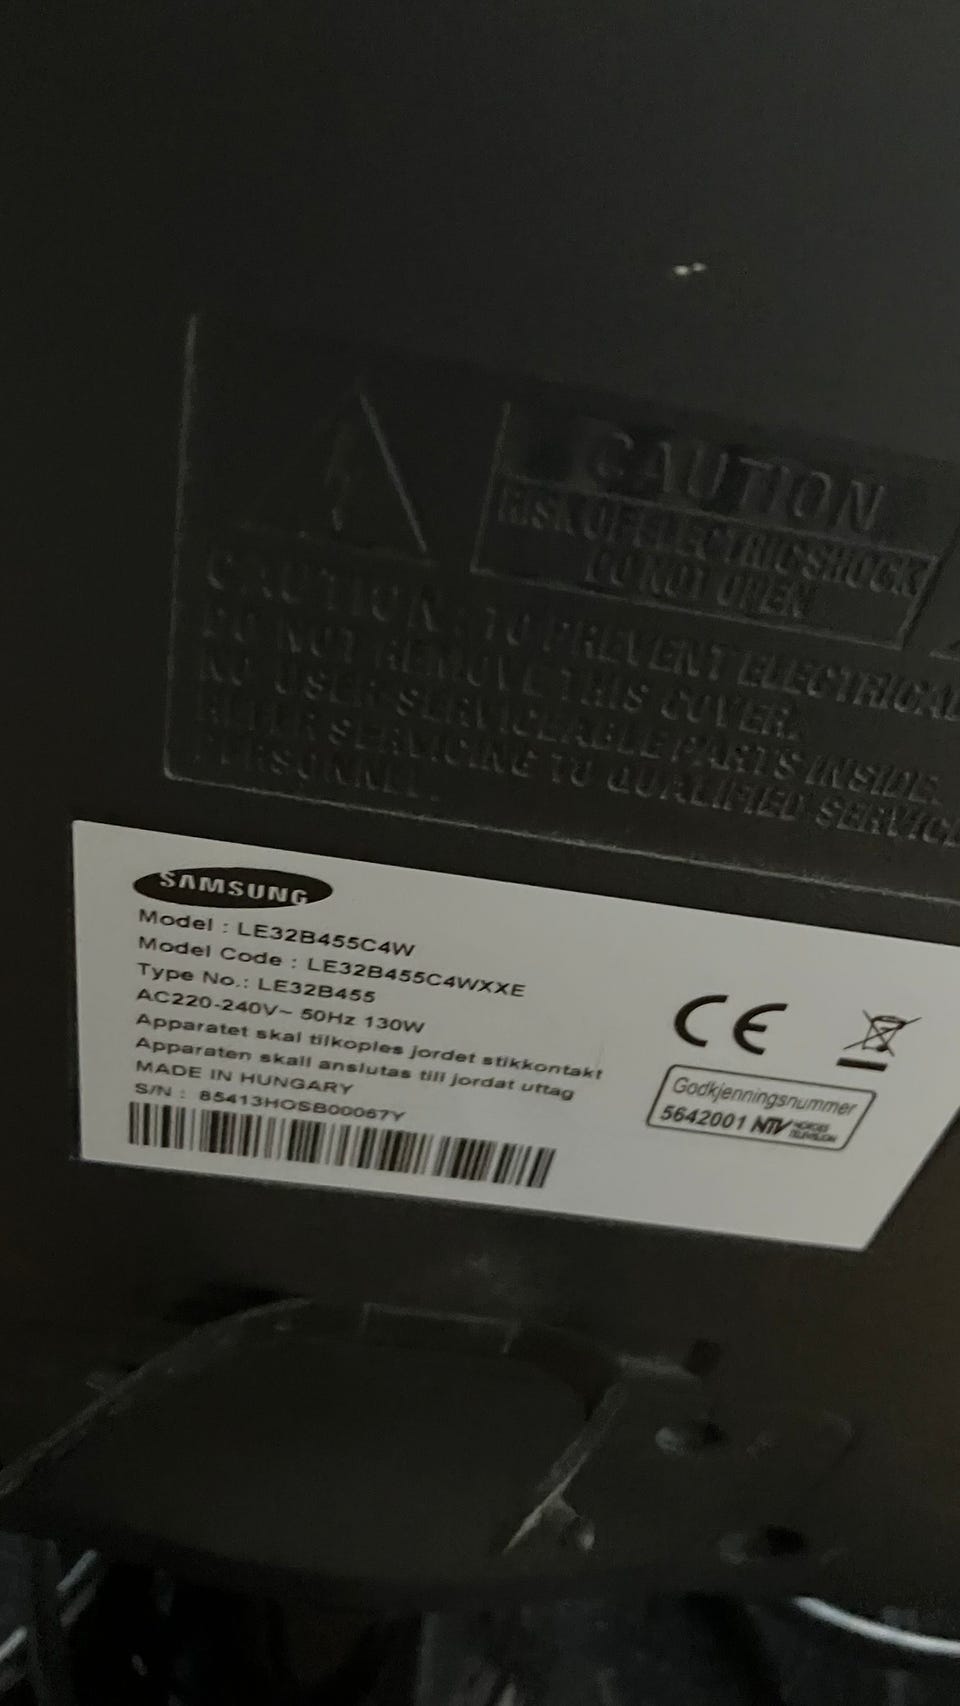 CAUTION
RISK OF ELECTRIC SHOCK
DO NOT OPEN
CAUTION: TO PREVENT ELECTRICAL
DO NOT REMOVE THIS COVER.
NO USER SERVICEABLE PARTS INSIDE.
REFER SERVICING TO QUALIFIED SERVICE
PERSONNEL.
SAMSUNG
Model : LE32B455C4W
Model Code : LE32B455C4WXXE
Type No.: LE32B455
AC220-240V~ 50Hz 130W
Apparatet skal tilkoples jordet stikkontakt
Apparaten skall anslutas till jordat uttag
MADE IN HUNGARY
S/N : 85413HOSB00067Y
CE
Godkjenningsnummer
5642001 NTV NORGES
TELEVISJON